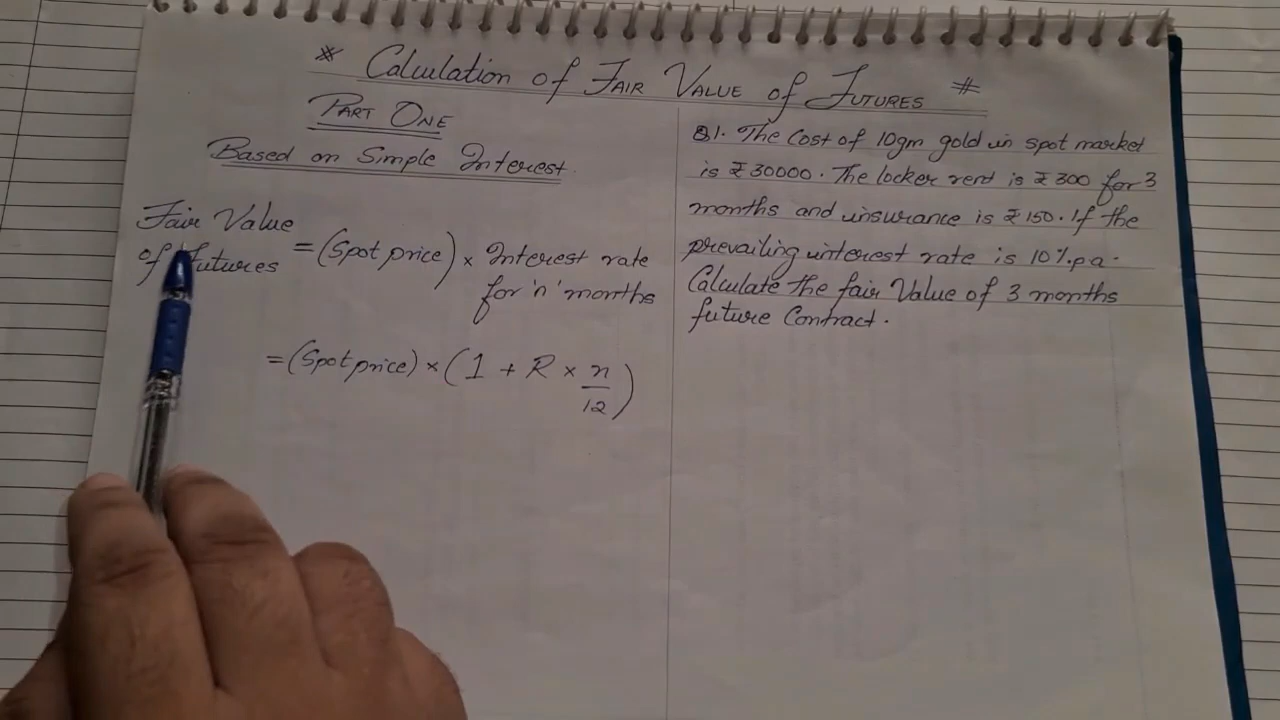 * Calculation of FAIR VALUE of FUTURES #
PART ONE
Based on Simple Interest
Fair Value
of Futures = (Spot price) × Interest rate
for 'n' months
= (Spot price) × (1 + R × n/12)
Q1. The Cost of 10gm gold in spot market
is ₹30000. The locker rent is ₹300 for 3
months and insurance is ₹150. If the
prevailing interest rate is 10% pa.
Calculate the fair Value of 3 months
future Contract.